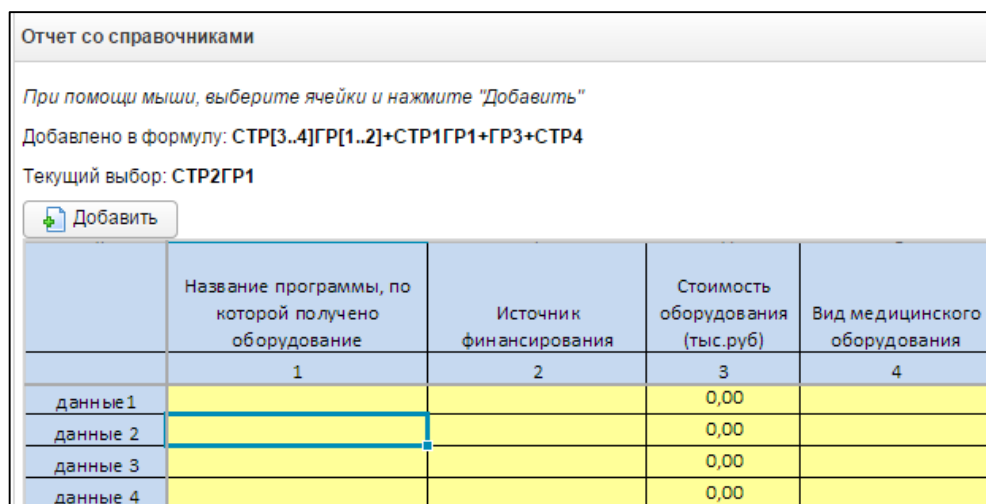 Отчет со справочниками
При помощи мыши, выберите ячейки и нажмите "Добавить"
Добавлено в формулу: СТР[3..4]ГР[1..2]+СТР1ГР1+ГР3+СТР4
Текущий выбор: СТР2ГР1
Добавить
Название программы, по
которой получено
оборудование
Источник
финансирования
Стоимость
оборудования
(тыс.руб)
Вид медицинского
оборудования
1 2 3 4
данные1 0,00
данные 2 0,00
данные 3 0,00
данные 4 0,00